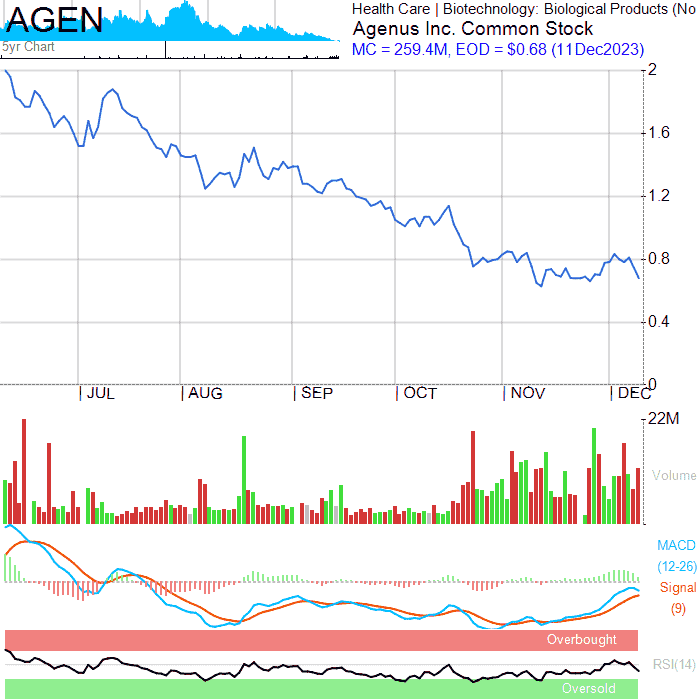 AGEN
5yr Chart
Health Care | Biotechnology: Biological Products (No
Agenus Inc. Common Stock
MC = 259.4M, EOD = $0.68 (11Dec2023)
2
1.6
1.2
0.8
0.4
0
JUL AUG SEP OCT NOV DEC
22M
Volume
MACD
(12-26)
Signal
(9)
Overbought
RSI(14)
Oversold